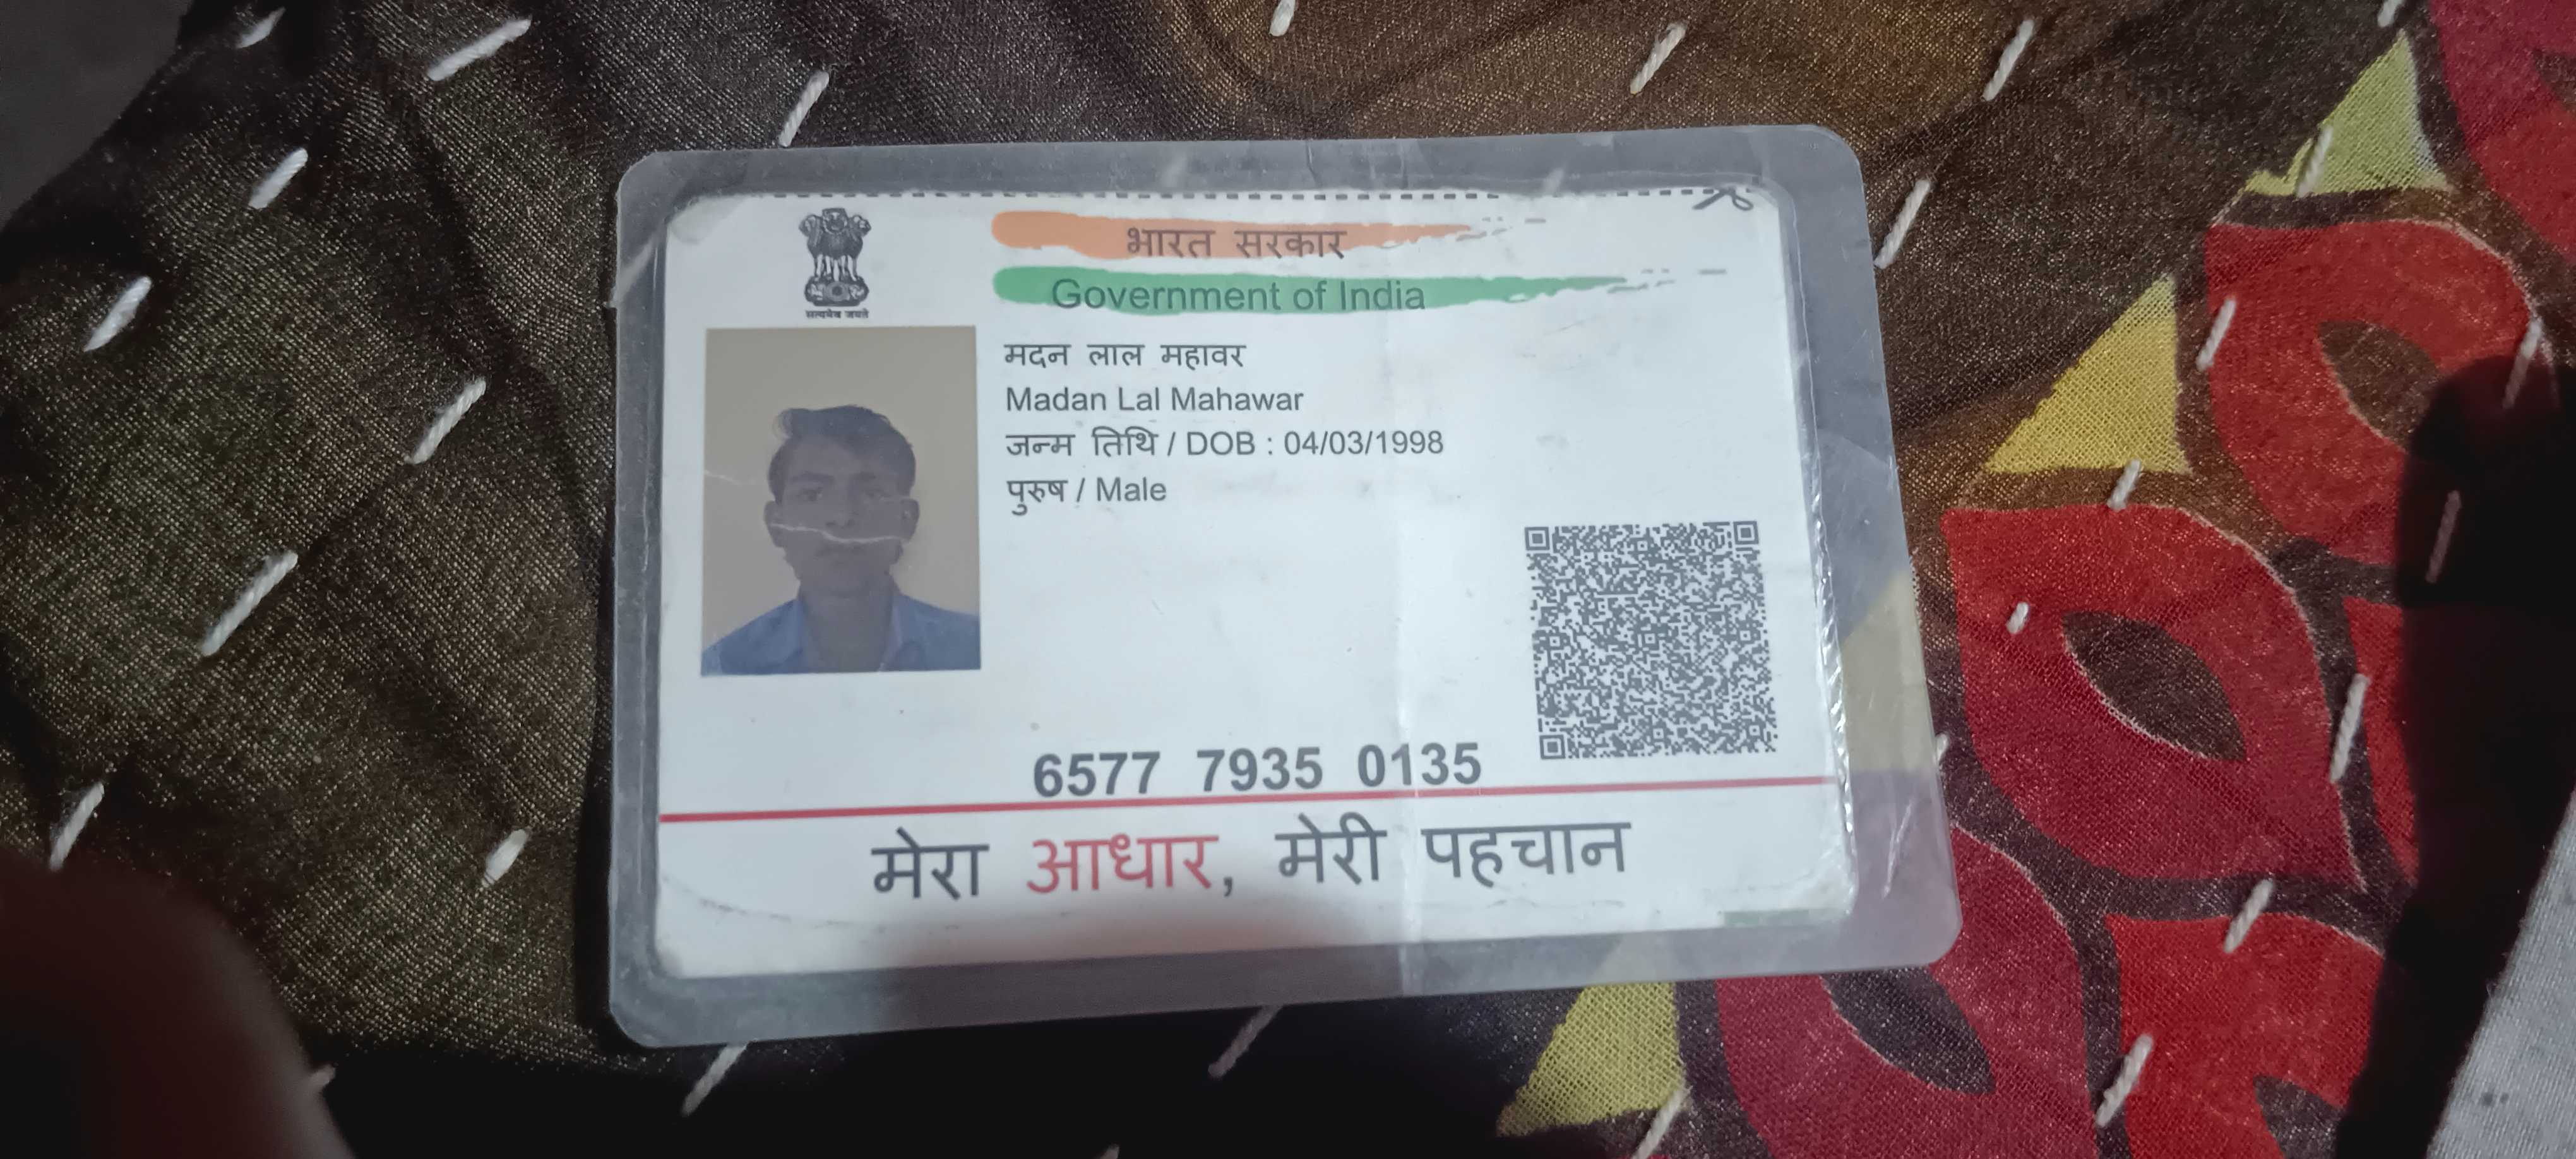 भारत सरकार
Government of India
सत्यमेव जयते
मदन लाल महावर
Madan Lal Mahawar
जन्म तिथि / DOB : 04/03/1998
पुरुष / Male
6577 7935 0135
मेरा आधार, मेरी पहचान